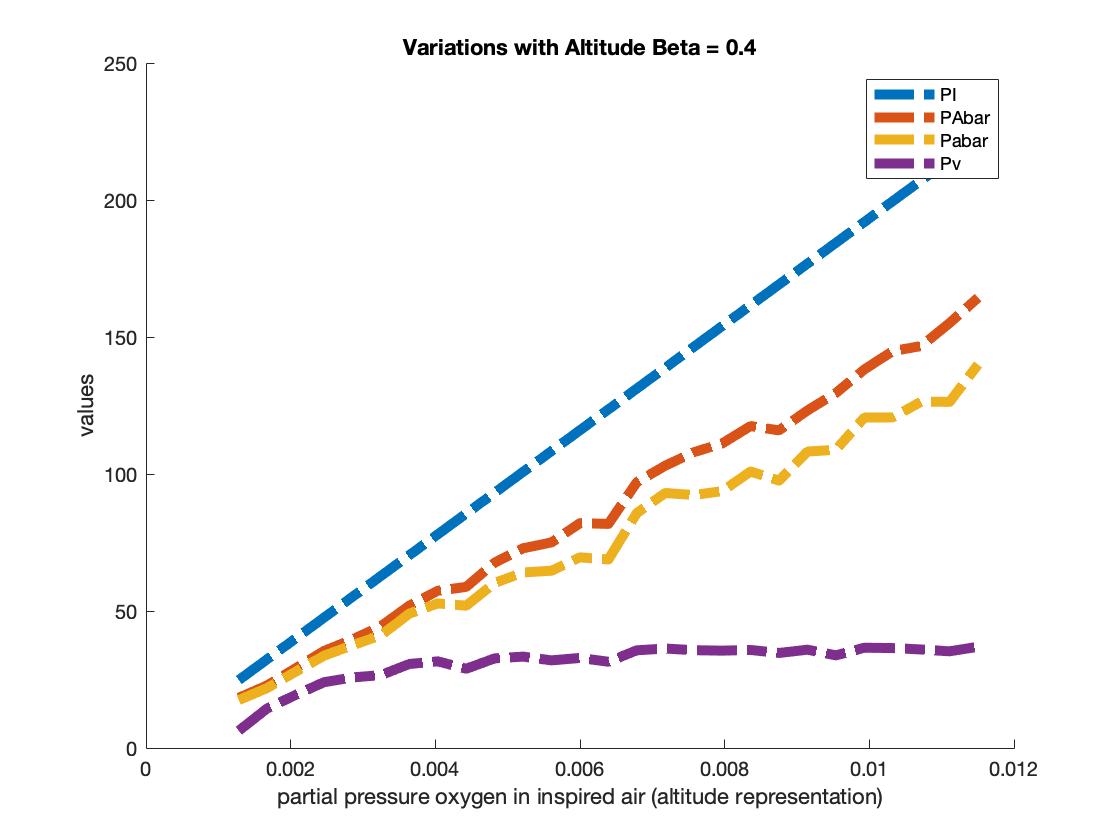 Variations with Altitude Beta = 0.4
250
200
150
100
50
0
values
PI
PAbar
Pabar
Pv
0
0.002
0.004
0.006
0.008
0.01
0.012
partial pressure oxygen in inspired air (altitude representation)